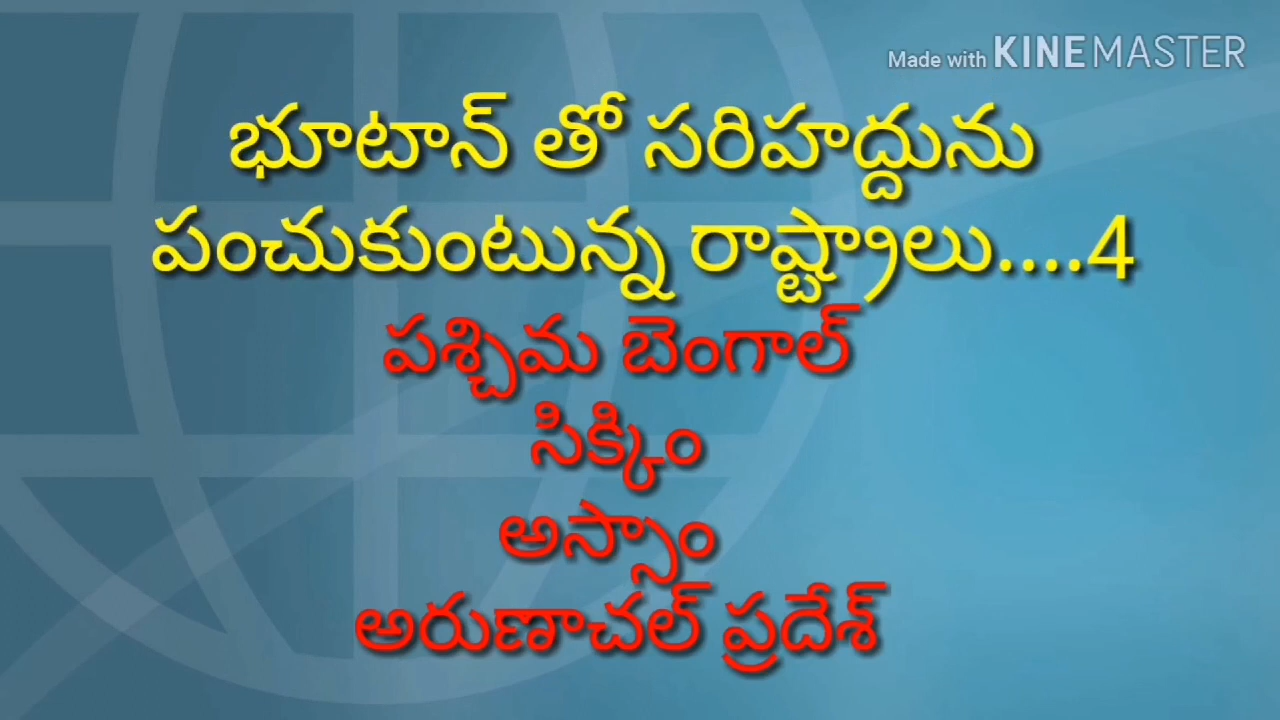 Made with KINEMASTER
భూటాన్ తో సరిహద్దును
పంచుకుంటున్న రాష్ట్రాలు....4
పశ్చిమ బెంగాల్
సిక్కిం
అస్సాం
అరుణాచల్ ప్రదేశ్